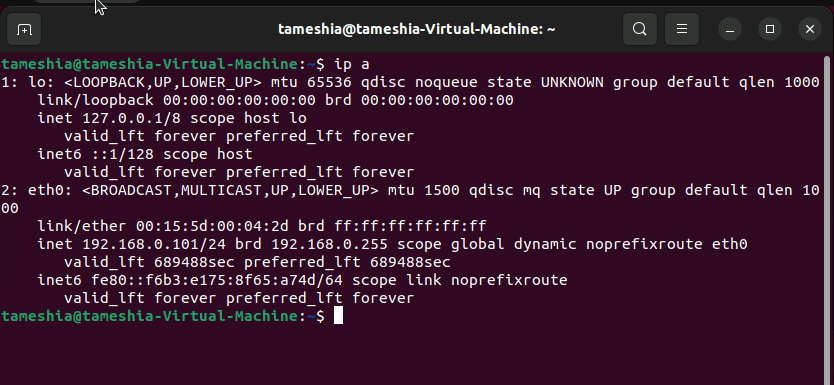 tameshia@tameshia-Virtual-Machine: ~
tameshia@tameshia-Virtual-Machine:~$ ip a
1: lo: <LOOPBACK,UP,LOWER_UP> mtu 65536 qdisc noqueue state UNKNOWN group default qlen 1000
    link/loopback 00:00:00:00:00:00 brd 00:00:00:00:00:00
    inet 127.0.0.1/8 scope host lo
       valid_lft forever preferred_lft forever
    inet6 ::1/128 scope host
       valid_lft forever preferred_lft forever
2: eth0: <BROADCAST,MULTICAST,UP,LOWER_UP> mtu 1500 qdisc mq state UP group default qlen 10
00
    link/ether 00:15:5d:00:04:2d brd ff:ff:ff:ff:ff:ff
    inet 192.168.0.101/24 brd 192.168.0.255 scope global dynamic noprefixroute eth0
       valid_lft 689488sec preferred_lft 689488sec
    inet6 fe80::f6b3:e175:8f65:a74d/64 scope link noprefixroute
       valid_lft forever preferred_lft forever
tameshia@tameshia-Virtual-Machine:~$